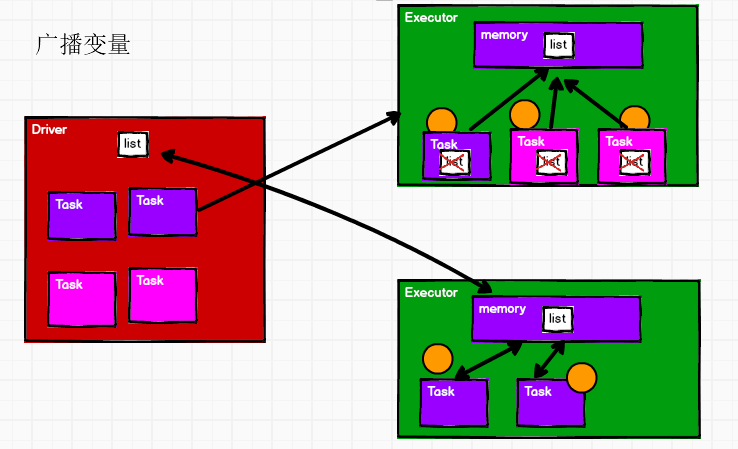 广播变量
Driver
list
Task
Task
Task
Task
Executor
memory
list
Task
list
Task
list
Task
list
Executor
memory
list
Task
Task